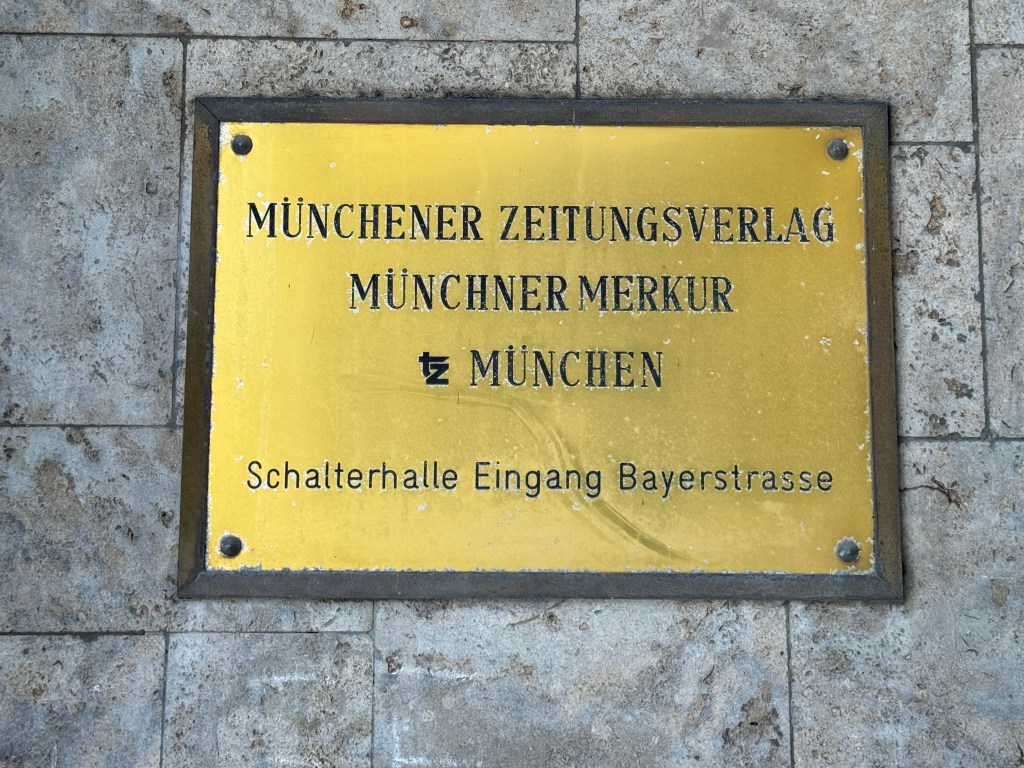 MÜNCHENER ZEITUNGSVERLAG
MÜNCHNER MERKUR
tz MÜNCHEN
Schalterhalle Eingang Bayerstrasse